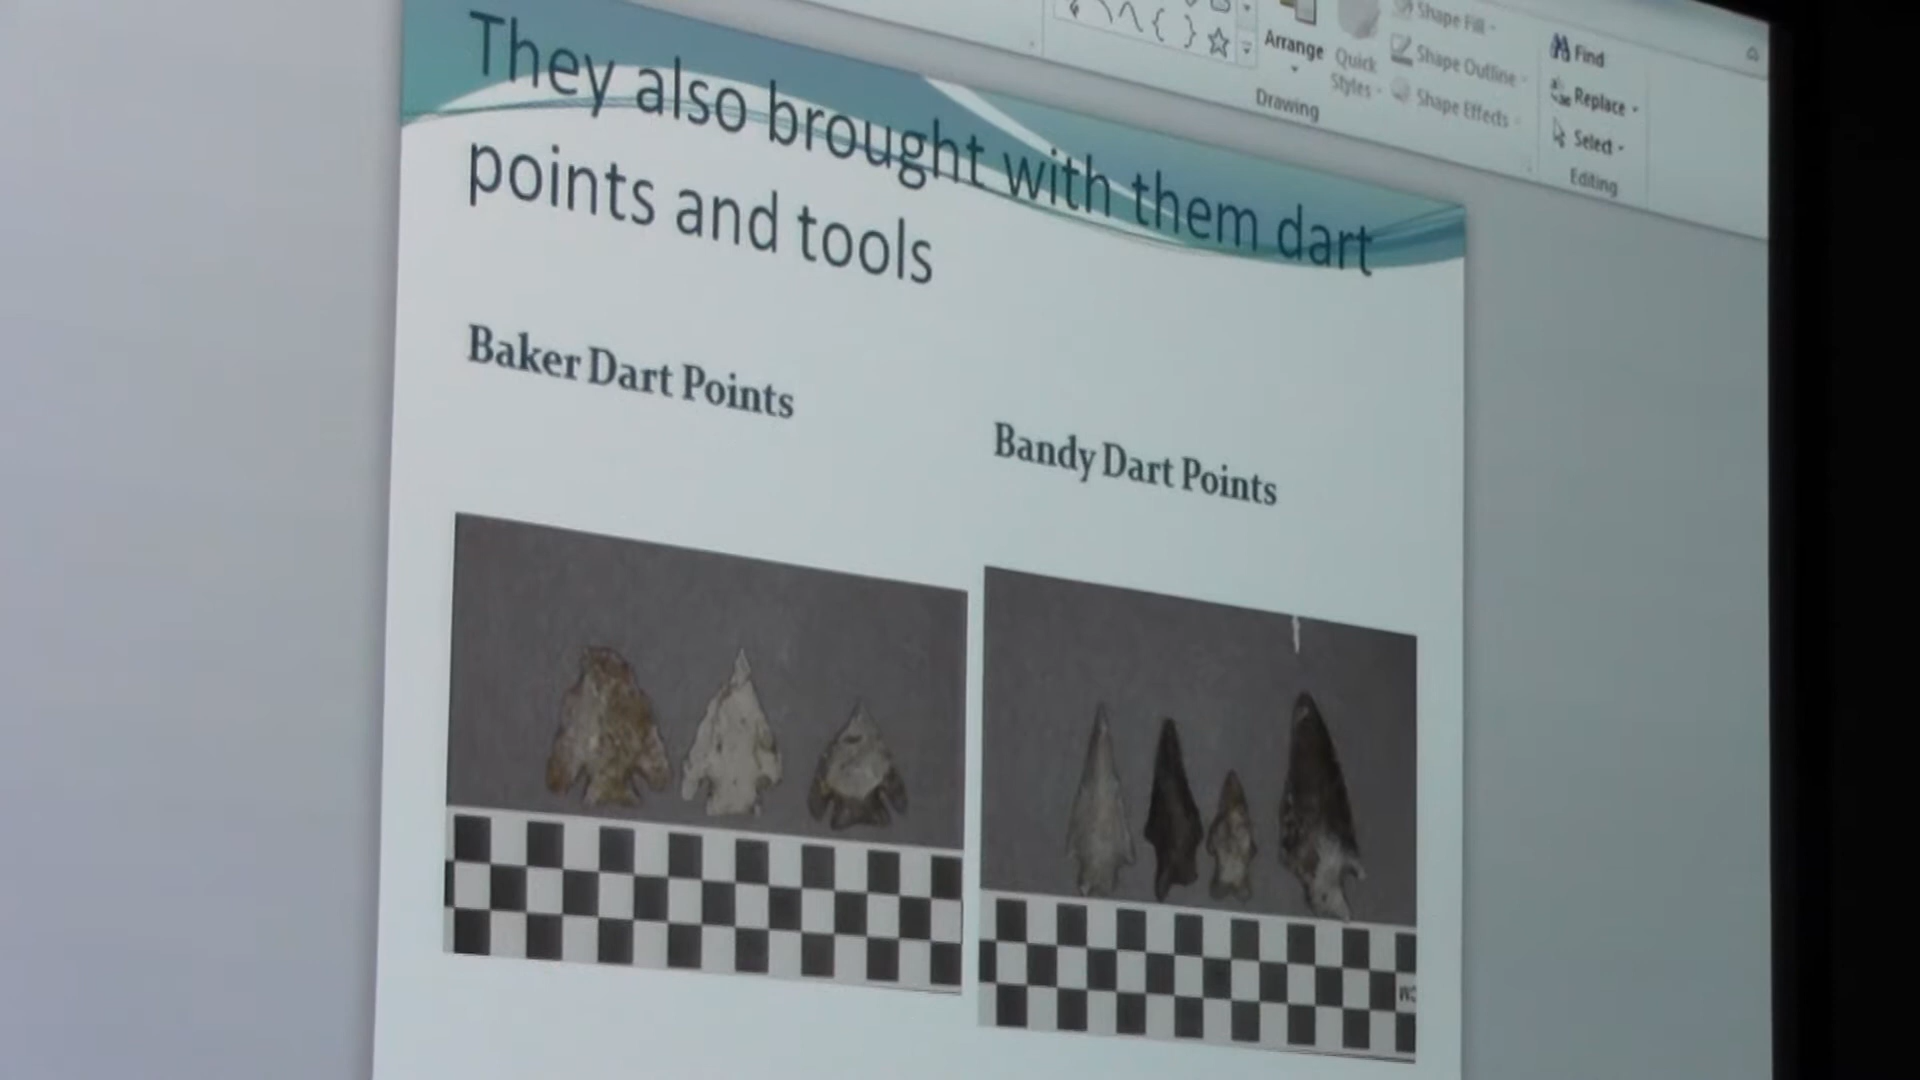 They also brought with them dart
points and tools
Baker Dart Points
Bandy Dart Points
Arrange
Quick
Styles
Shape Fill
Shape Outline
Shape Effects
Drawing
Find
Replace
Select
Editing
CM